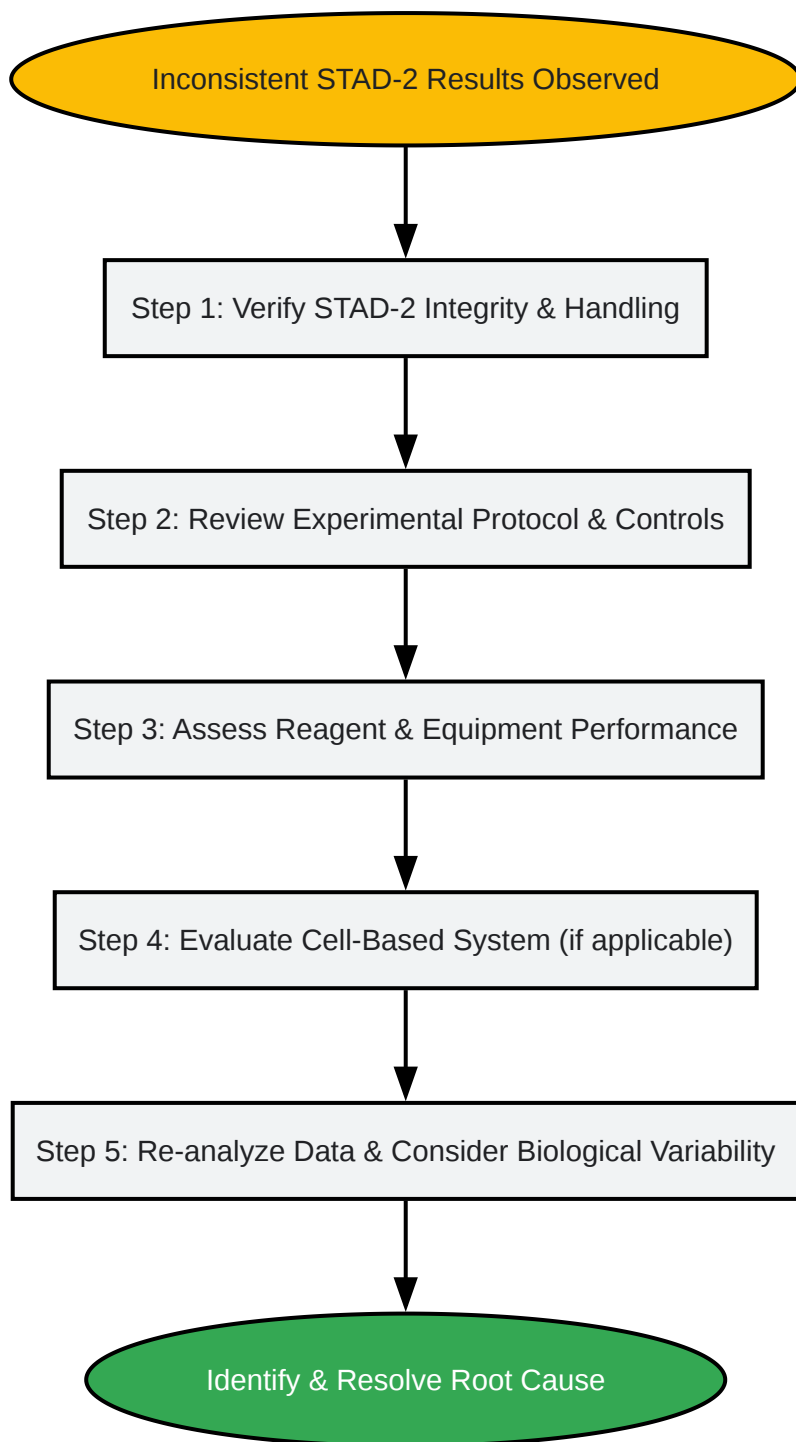 Inconsistent STAD-2 Results Observed
Step 1: Verify STAD-2 Integrity & Handling
Step 2: Review Experimental Protocol & Controls
Step 3: Assess Reagent & Equipment Performance
Step 4: Evaluate Cell-Based System (if applicable)
Step 5: Re-analyze Data & Consider Biological Variability
Identify & Resolve Root Cause